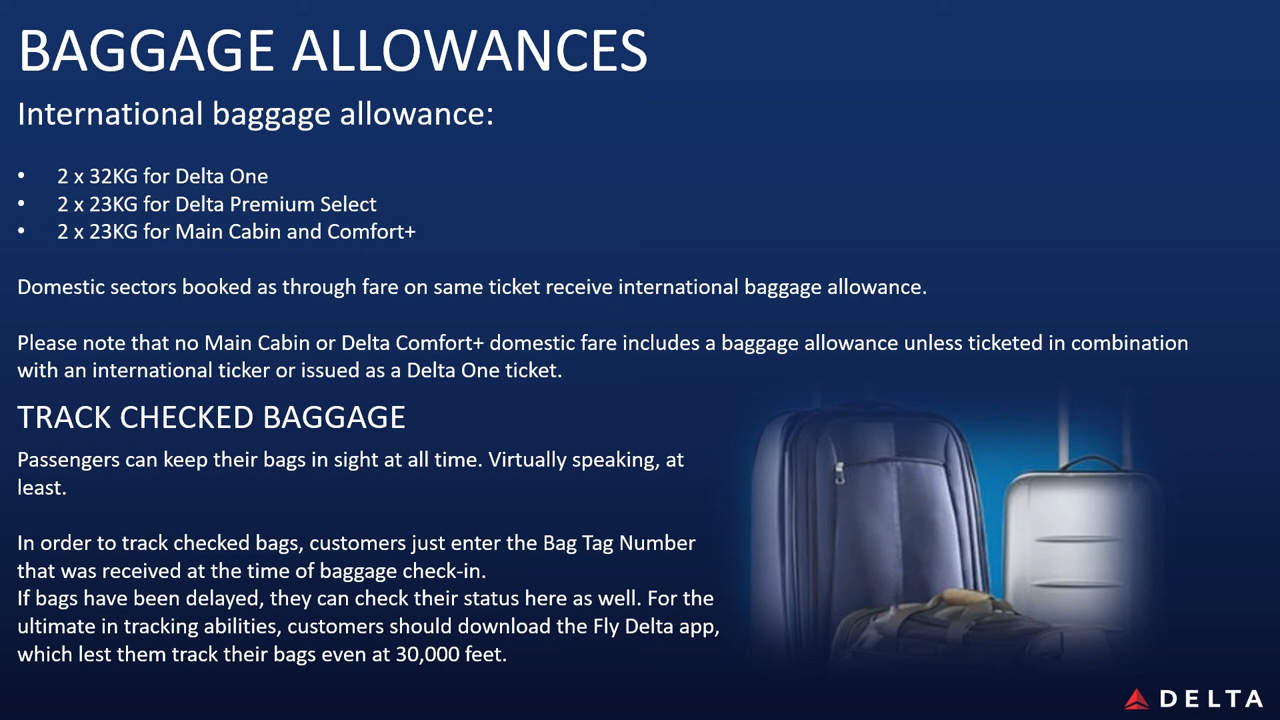 BAGGAGE ALLOWANCES
International baggage allowance:
• 2 x 32KG for Delta One
• 2 x 23KG for Delta Premium Select
• 2 x 23KG for Main Cabin and Comfort+
Domestic sectors booked as through fare on same ticket receive international baggage allowance.
Please note that no Main Cabin or Delta Comfort+ domestic fare includes a baggage allowance unless ticketed in combination
with an international ticker or issued as a Delta One ticket.
TRACK CHECKED BAGGAGE
Passengers can keep their bags in sight at all time. Virtually speaking, at
least.
In order to track checked bags, customers just enter the Bag Tag Number
that was received at the time of baggage check-in.
If bags have been delayed, they can check their status here as well. For the
ultimate in tracking abilities, customers should download the Fly Delta app,
which lest them track their bags even at 30,000 feet.
DELTA